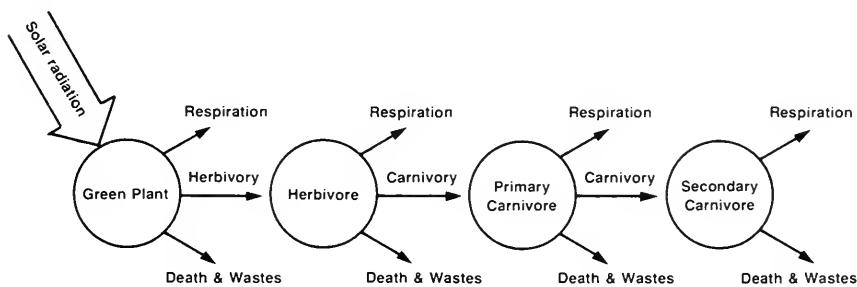 Solar radiation
Respiration
Respiration
Respiration
Respiration
Herbivory
Carnivory
Carnivory
Green Plant
Herbivore
Primary
Carnivore
Secondary
Carnivore
Death & Wastes
Death & Wastes
Death & Wastes
Death & Wastes